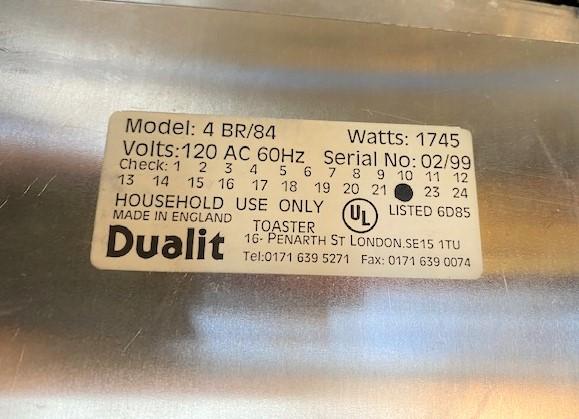 Model: 4 BR/84 Watts: 1745
Volts:120 AC 60Hz Serial No: 02/99
Check: 1 2 3 4 5 6 7 8 9 10 11 12
13 14 15 16 17 18 19 20 21 23 24
HOUSEHOLD USE ONLY UL LISTED 6D85
MADE IN ENGLAND TOASTER
Dualit 16- PENARTH ST LONDON.SE15 1TU
Tel:0171 639 5271 Fax: 0171 639 0074